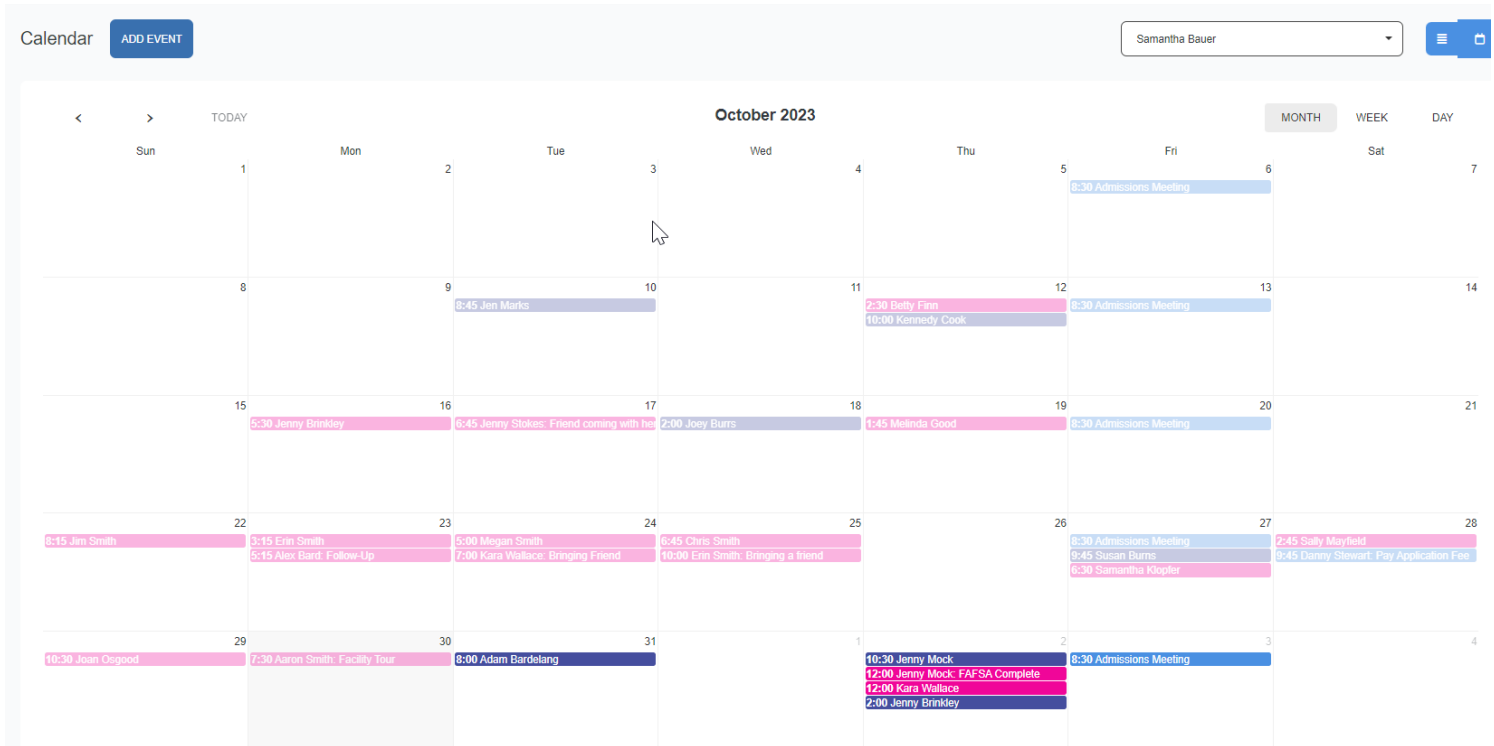 Calendar ADD EVENT Samantha Bauer
TODAY October 2023 MONTH WEEK DAY
Sun Mon Tue Wed Thu Fri Sat
1 2 3 4 5 6 7
8:30 Admissions Meeting
8 9 10 11 12 13 14
8:45 Jen Marks 2:30 Betty Finn 8:30 Admissions Meeting
10:00 Kennedy Cook
15 16 17 18 19 20 21
5:30 Jenny Brinkley 6:45 Jenny Stokes: Friend coming with her 2:00 Joey Burrs 1:45 Melinda Good 8:30 Admissions Meeting
22 23 24 25 26 27 28
8:15 Jim Smith 3:15 Erin Smith 5:00 Megan Smith 6:45 Chris Smith 8:30 Admissions Meeting 2:45 Sally Mayfield
5:15 Alex Bard: Follow-Up 7:00 Kara Wallace: Bringing Friend 10:00 Erin Smith: Bringing a friend 9:45 Susan Burns 9:45 Danny Stewart: Pay Application Fee
6:30 Samantha Klopfer
29 30 31 1 2 3 4
10:30 Joan Osgood 7:30 Aaron Smith: Facility Tour 8:00 Adam Bardelang 10:30 Jenny Mock 8:30 Admissions Meeting
12:00 Jenny Mock: FAFSA Complete
12:00 Kara Wallace
2:00 Jenny Brinkley